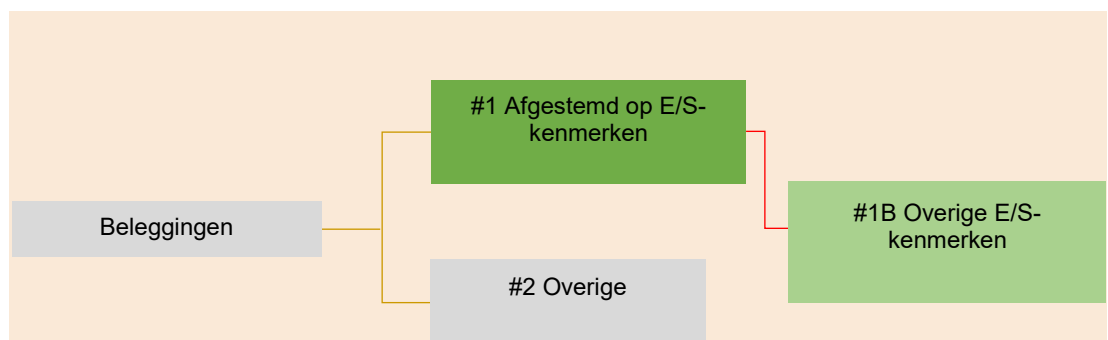 #1 Afgestemd op E/S-
kenmerken
Beleggingen
#1B Overige E/S-
kenmerken
#2 Overige